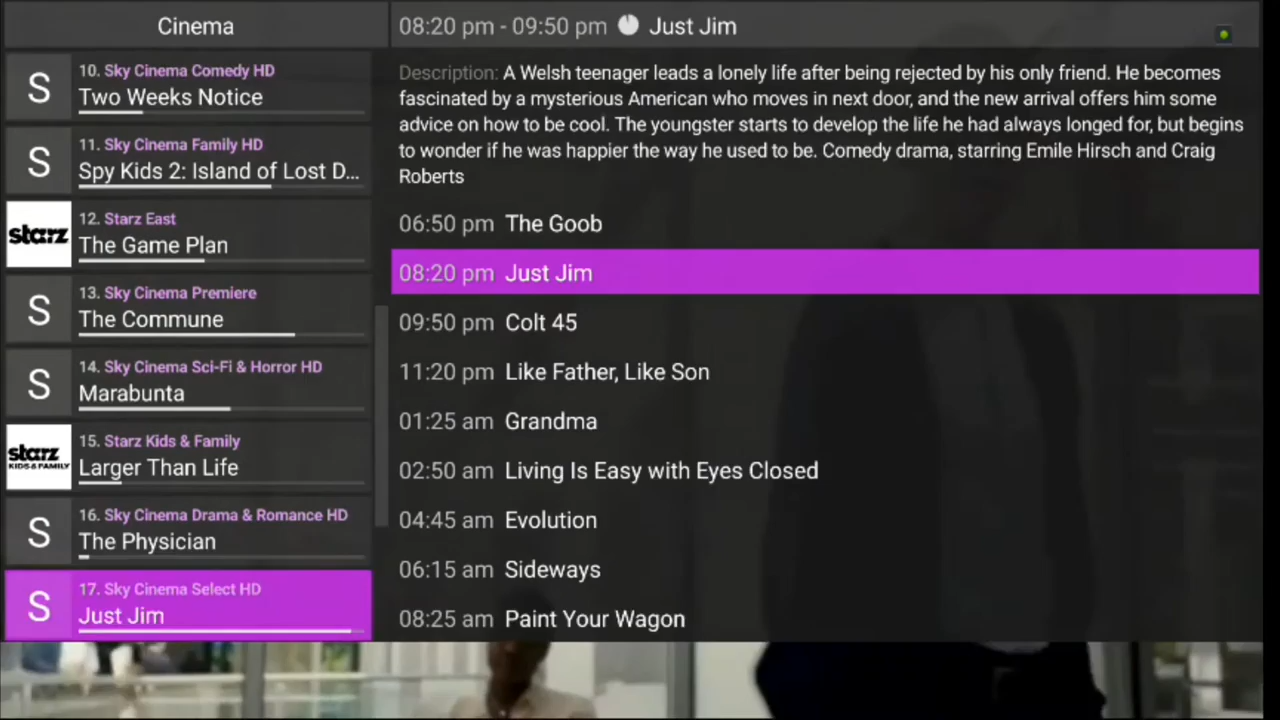 Cinema
08:20 pm - 09:50 pm Just Jim
S
10. Sky Cinema Comedy HD
Two Weeks Notice
S
11. Sky Cinema Family HD
Spy Kids 2: Island of Lost D...
starz
12. Starz East
The Game Plan
S
13. Sky Cinema Premiere
The Commune
S
14. Sky Cinema Sci-Fi & Horror HD
Marabunta
starz
KIDS & FAMILY
15. Starz Kids & Family
Larger Than Life
S
16. Sky Cinema Drama & Romance HD
The Physician
S
17. Sky Cinema Select HD
Just Jim
Description: A Welsh teenager leads a lonely life after being rejected by his only friend. He becomes
fascinated by a mysterious American who moves in next door, and the new arrival offers him some
advice on how to be cool. The youngster starts to develop the life he had always longed for, but begins
to wonder if he was happier the way he used to be. Comedy drama, starring Emile Hirsch and Craig
Roberts
06:50 pm The Goob
08:20 pm Just Jim
09:50 pm Colt 45
11:20 pm Like Father, Like Son
01:25 am Grandma
02:50 am Living Is Easy with Eyes Closed
04:45 am Evolution
06:15 am Sideways
08:25 am Paint Your Wagon